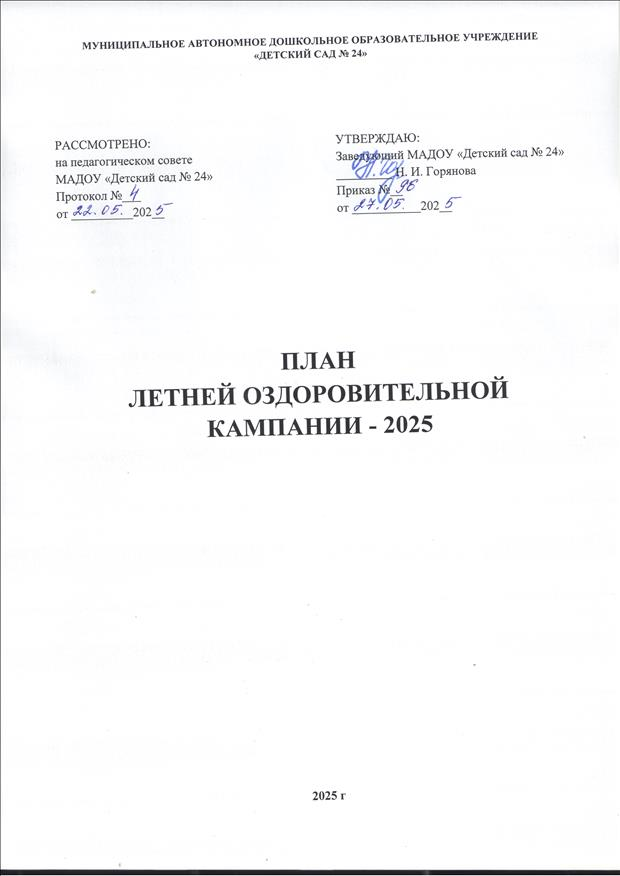 МУНИЦИПАЛЬНОЕ АВТОНОМНОЕ ДОШКОЛЬНОЕ ОБРАЗОВАТЕЛЬНОЕ УЧРЕЖДЕНИЕ
«ДЕТСКИЙ САД № 24»
РАССМОТРЕНО:
на педагогическом совете
МАДОУ «Детский сад № 24»
Протокол № 4
от 22.05. 2025
УТВЕРЖДАЮ:
Заведующий МАДОУ «Детский сад № 24»
Н. И. Горянова
Приказ № 96
от 27.05. 2025
ПЛАН
ЛЕТНЕЙ ОЗДОРОВИТЕЛЬНОЙ
КАМПАНИИ - 2025
2025 г